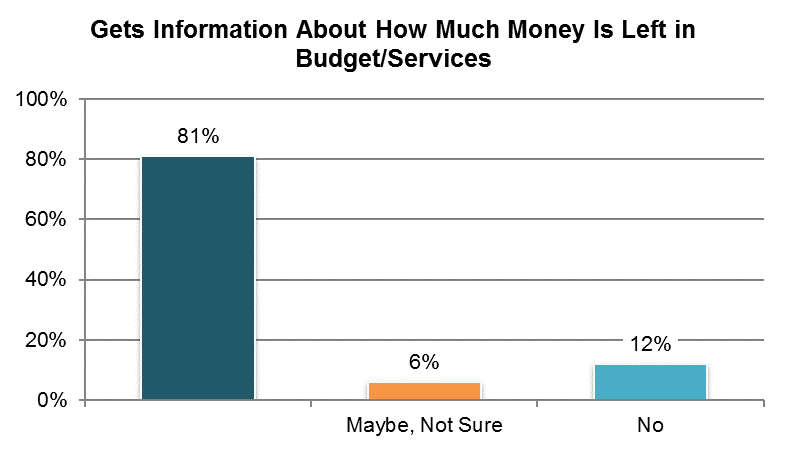 Gets Information About How Much Money Is Left in
Budget/Services
100%
81%
80%
60%
40%
20%
12%
6%
0%
Maybe, Not Sure
No